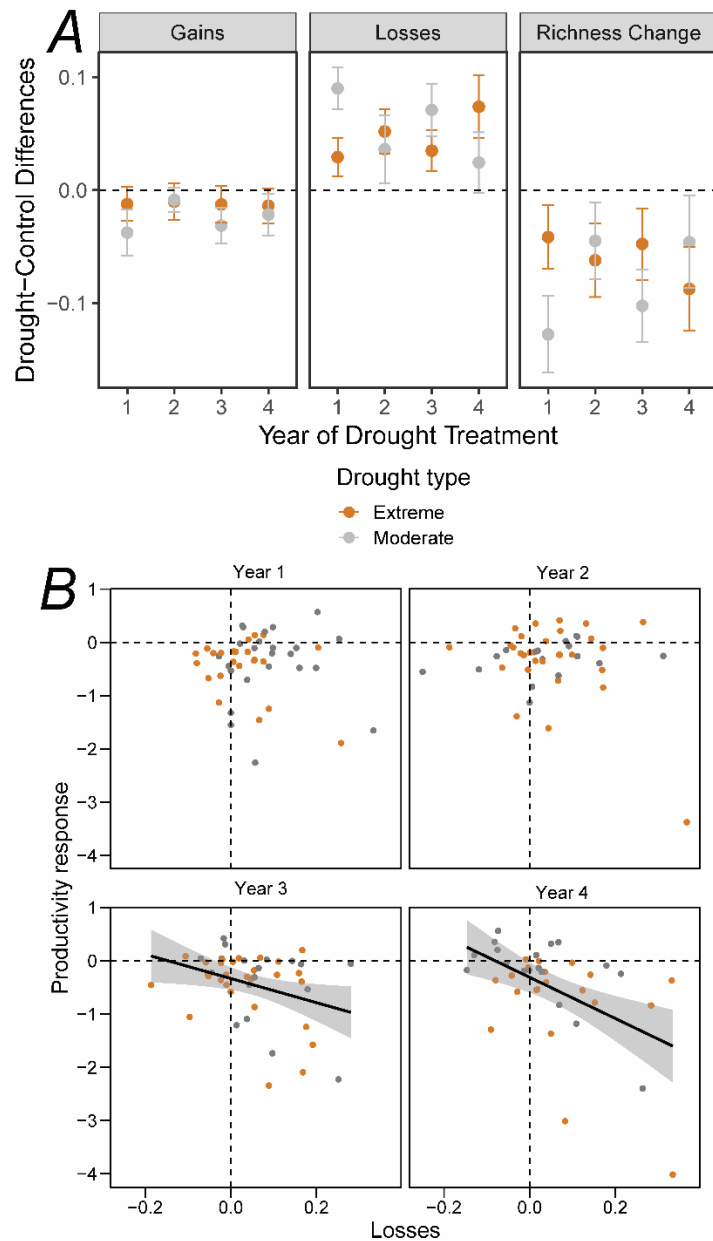 A
Gains Losses Richness Change
Drought−Control Differences
0.1
0.0
−0.1
1 2 3 4 1 2 3 4 1 2 3 4
Year of Drought Treatment
Drought type
Extreme
Moderate
B
Year 1 Year 2
1
0
−1
−2
−3
−4
Year 3 Year 4
1
0
−1
−2
−3
−4
Productivity response
−0.2 0.0 0.2 −0.2 0.0 0.2
Losses